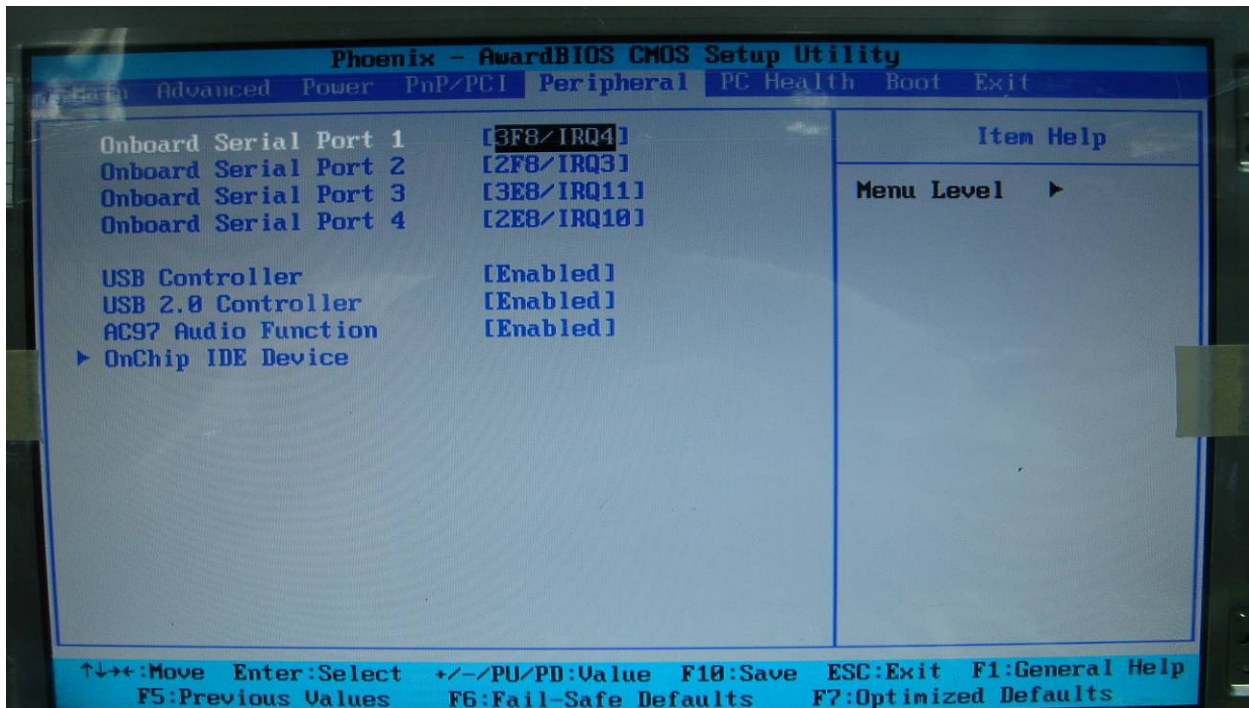 Phoenix - AwardBIOS CMOS Setup Utility
Main Advanced Power PnP/PCI Peripheral PC Health Boot Exit
Onboard Serial Port 1 [3F8/IRQ4]
Onboard Serial Port 2 [2F8/IRQ3]
Onboard Serial Port 3 [3E8/IRQ11]
Onboard Serial Port 4 [2E8/IRQ10]
USB Controller [Enabled]
USB 2.0 Controller [Enabled]
AC97 Audio Function [Enabled]
▶ OnChip IDE Device
Item Help
Menu Level ▶
↑↓→←:Move Enter:Select +/-/PU/PD:Value F10:Save ESC:Exit F1:General Help
F5:Previous Values F6:Fail-Safe Defaults F7:Optimized Defaults